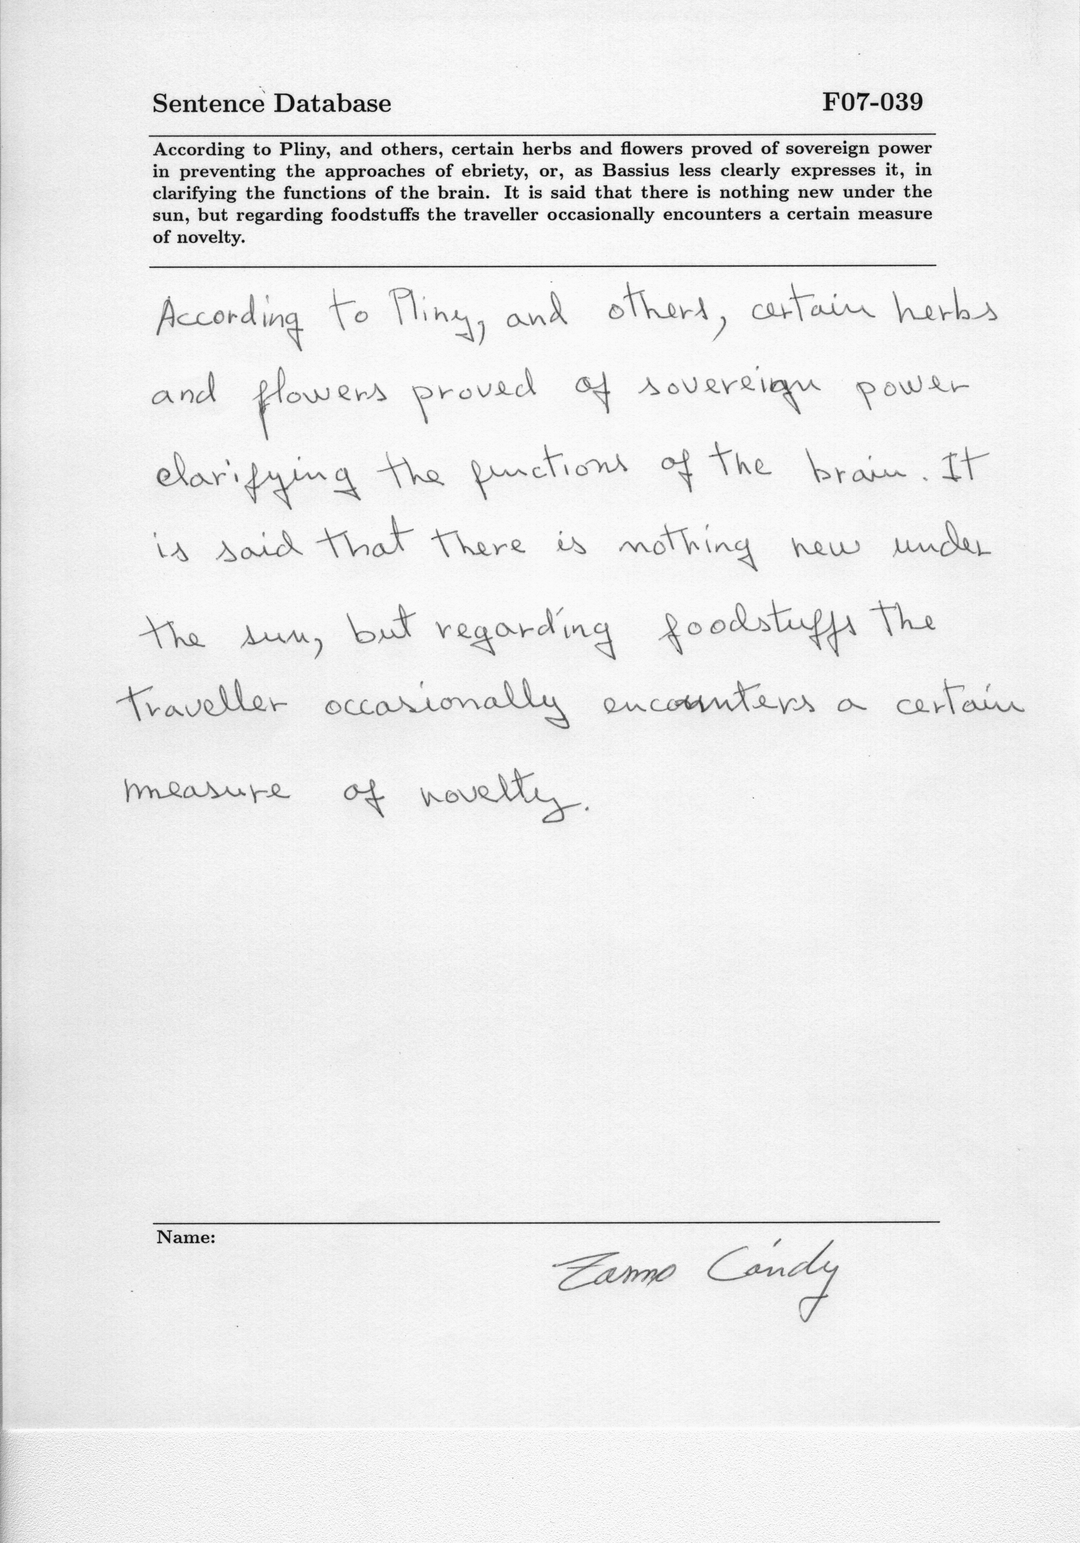 Sentence Database F07-039
According to Pliny, and others, certain herbs and flowers proved of sovereign power
in preventing the approaches of ebriety, or, as Bassius less clearly expresses it, in
clarifying the functions of the brain. It is said that there is nothing new under the
sun, but regarding foodstuffs the traveller occasionally encounters a certain measure
of novelty.
According to Pliny, and others, certain herbs
and flowers proved of sovereign power
clarifying the functions of the brain. It
is said that there is nothing new under
the sun, but regarding foodstuffs the
traveller occasionally encounters a certain
measure of novelty.
Name:
Candy